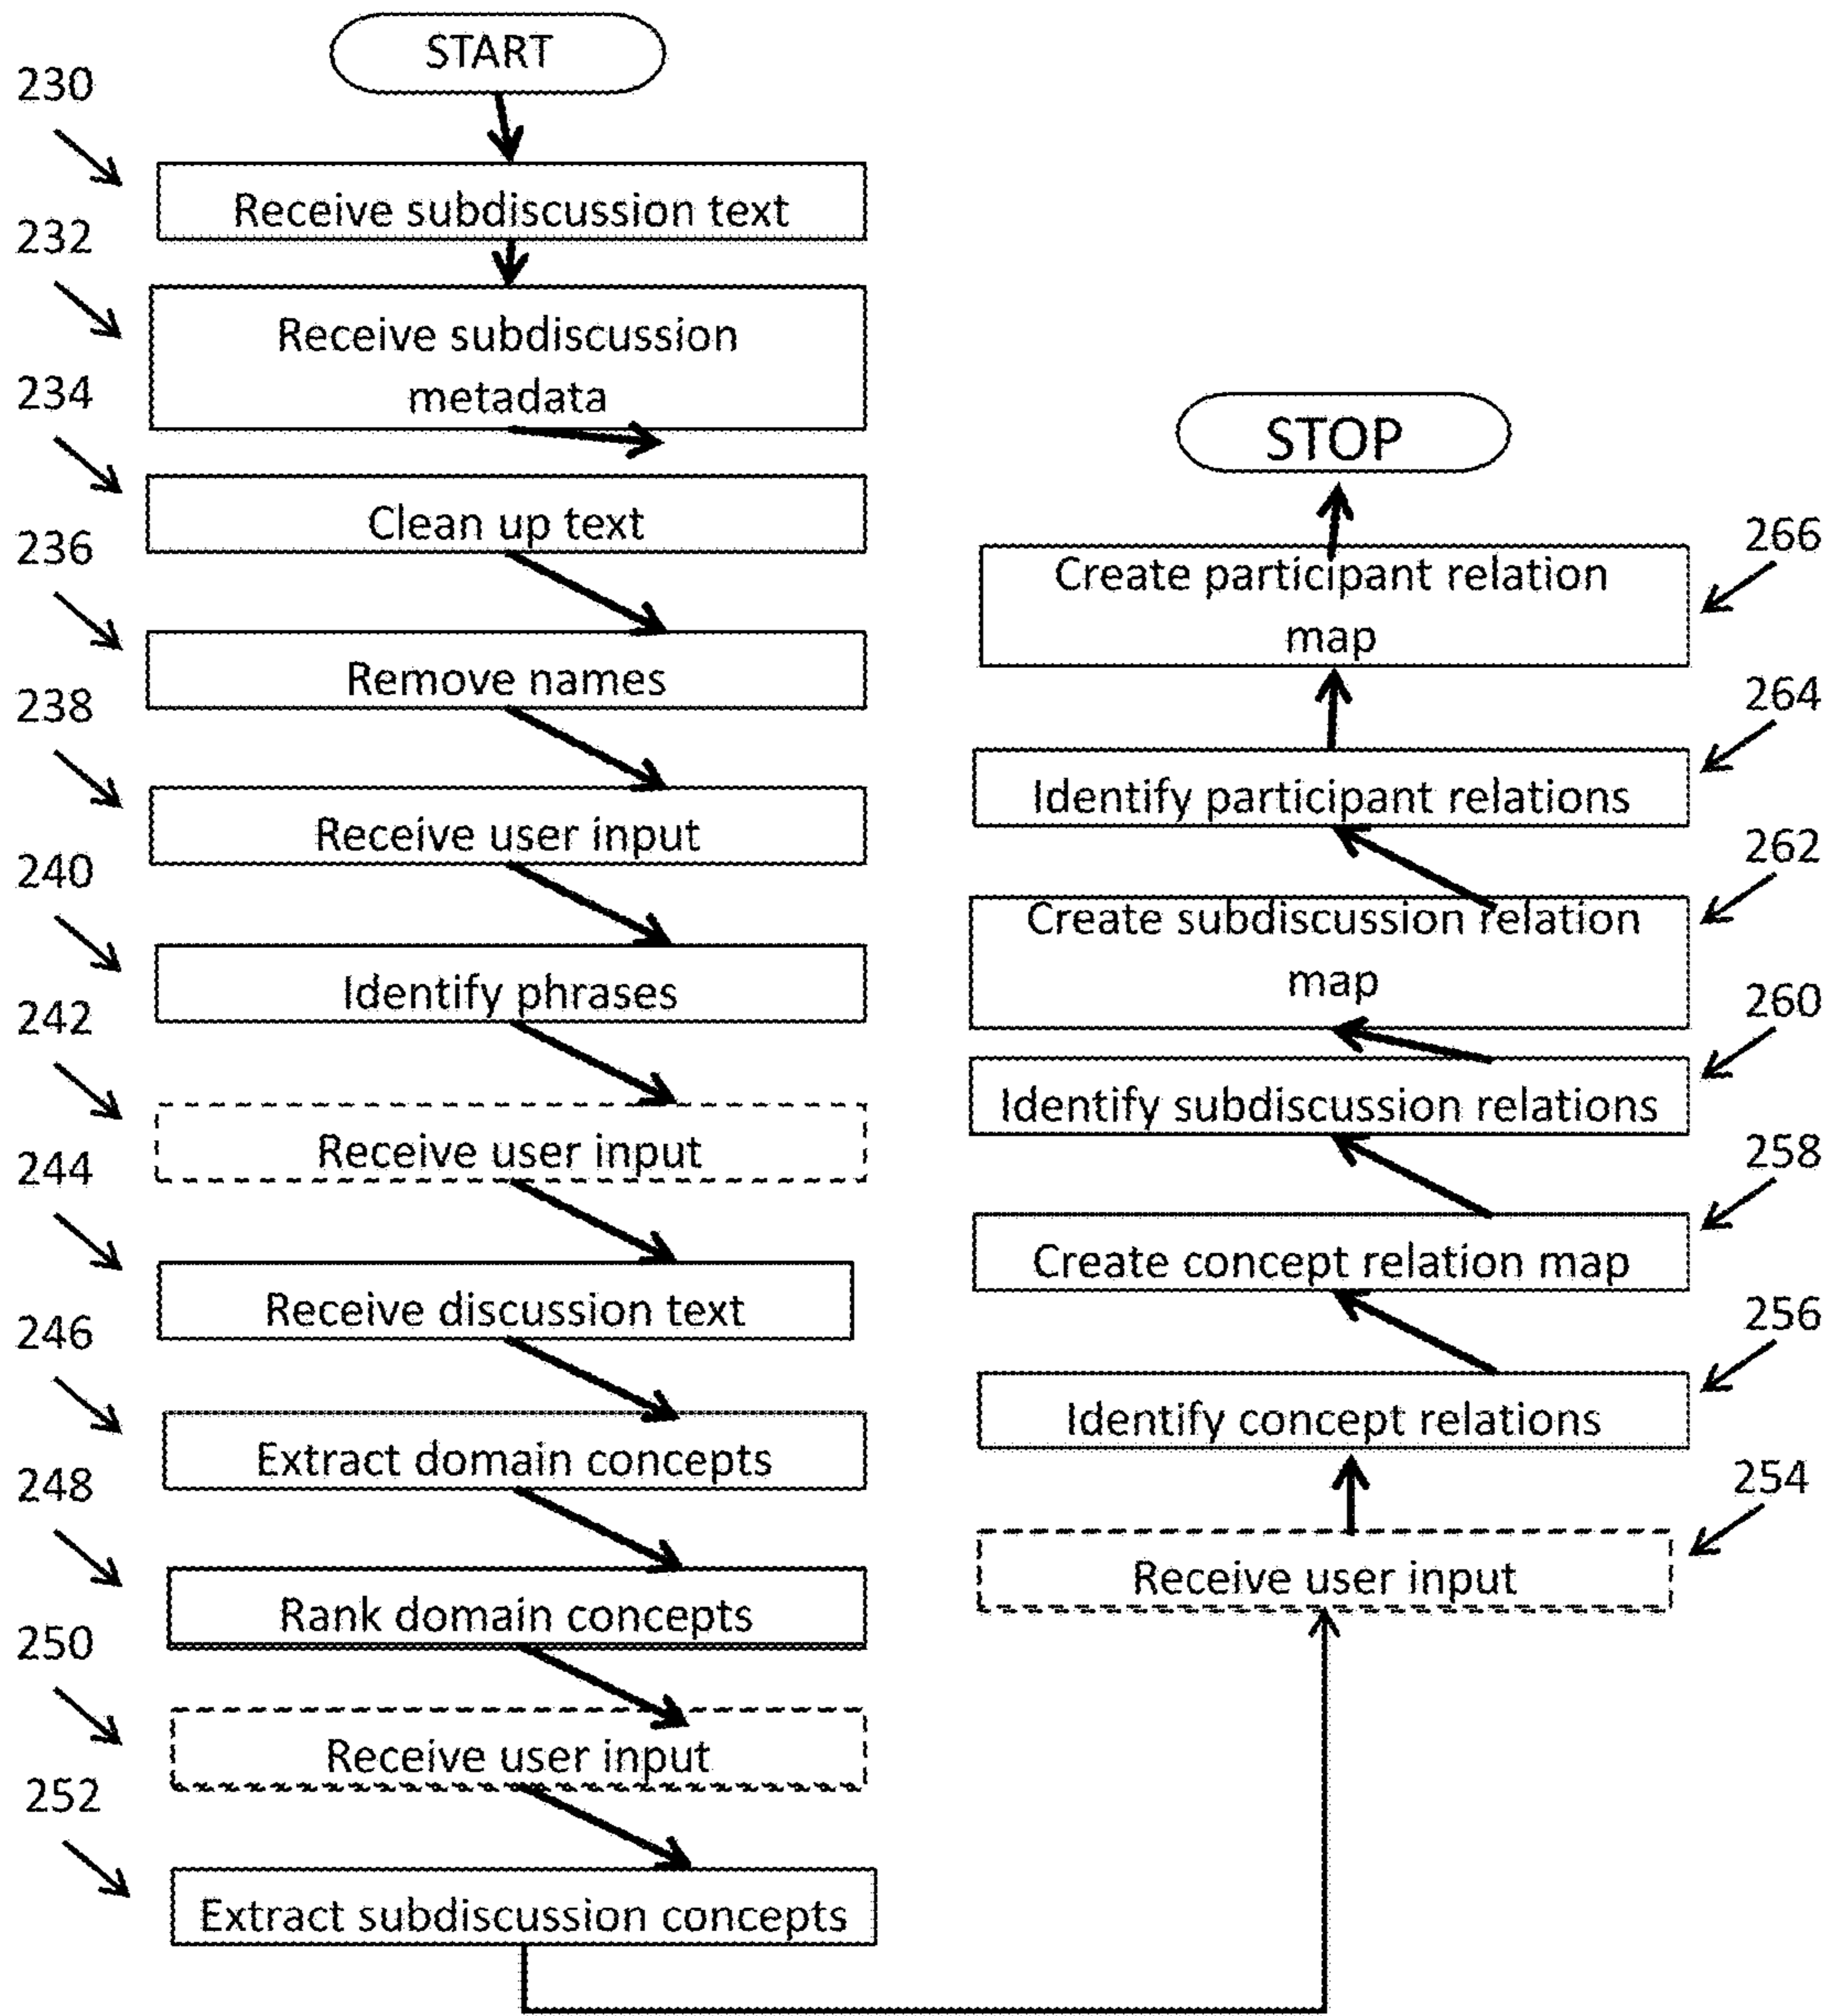 START
230
Receive subdiscussion text
232
Receive subdiscussion
metadata
234
Clean up text
236
Remove names
238
Receive user input
240
Identify phrases
242
Receive user input
244
Receive discussion text
246
Extract domain concepts
248
Rank domain concepts
250
Receive user input
252
Extract subdiscussion concepts
STOP
266
Create participant relation
map
264
Identify participant relations
262
Create subdiscussion relation
map
260
Identify subdiscussion relations
258
Create concept relation map
256
Identify concept relations
254
Receive user input